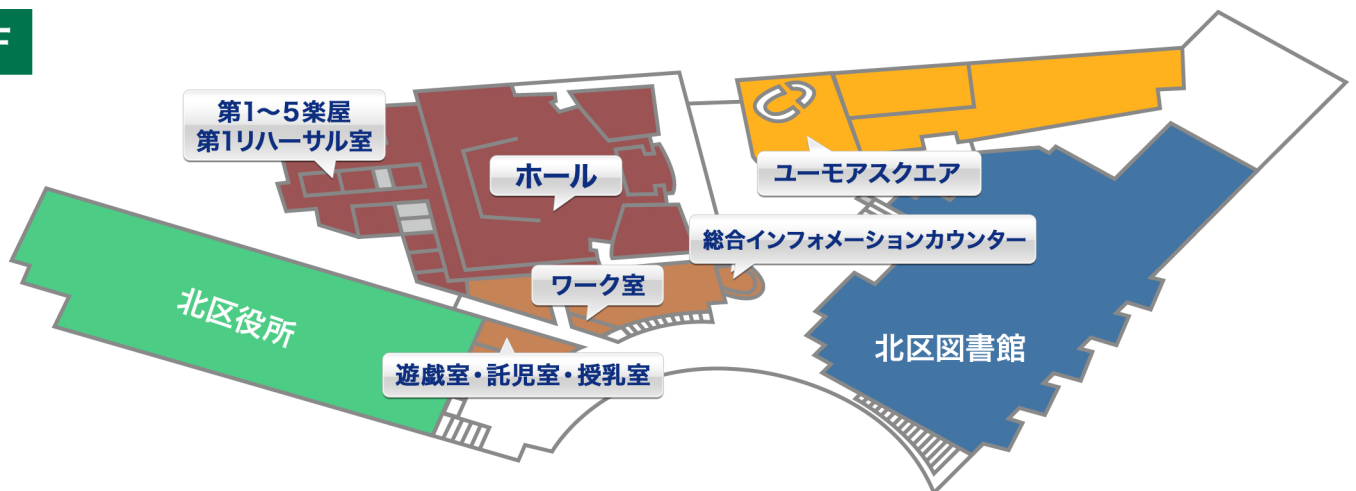 F
第1～5楽屋
第1リハーサル室
ホール
ユーモアスクエア
総合インフォメーションカウンター
ワーク室
北区役所
北区図書館
遊戯室・託児室・授乳室